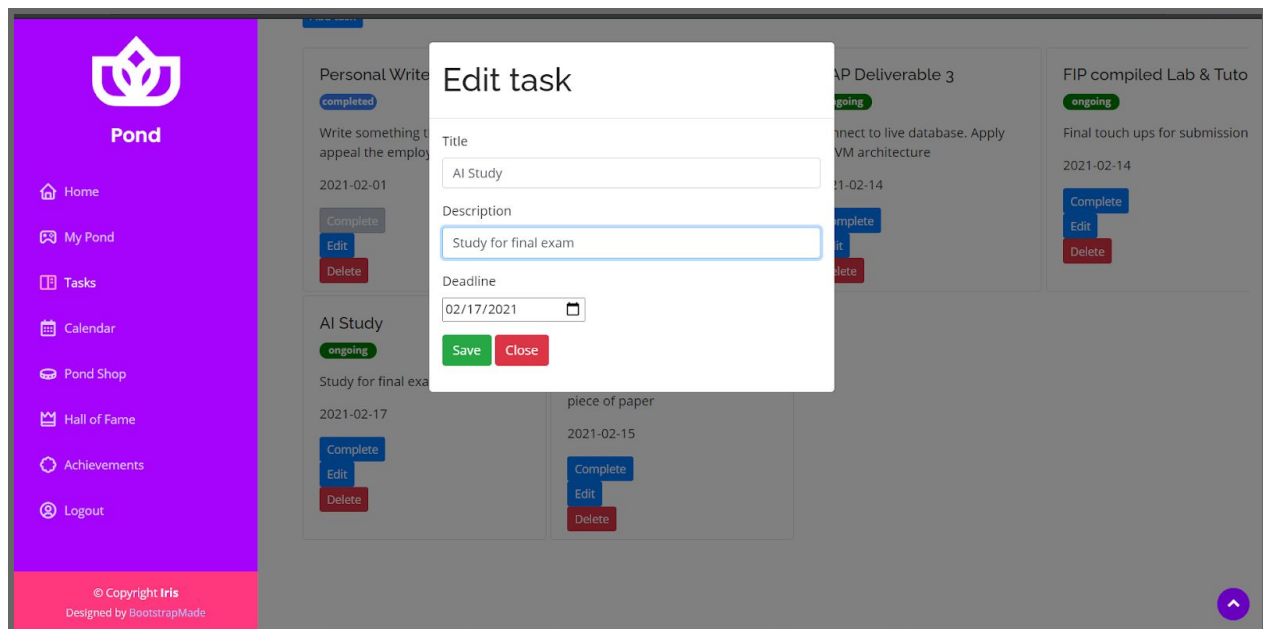 Pond
Home
My Pond
Tasks
Calendar
Pond Shop
Hall of Fame
Achievements
Logout
© Copyright Iris
Designed by BootstrapMade
Personal Write
completed
Write something
appeal the
2021-02-01
Complete
Edit
Delete
AP Deliverable 3
going
to live database. Apply
VM architecture
21-02-14
mplete
it
elete
FIP compiled Lab & Tuto
ongoing
Final touch ups for submission
2021-02-14
Complete
Edit
Delete
AI Study
ongoing
Study for final exa
2021-02-17
Complete
Edit
Delete
piece of paper
2021-02-15
Complete
Edit
Delete
Edit task
Title
AI Study
Description
Study for final exam
Deadline
02/17/2021
Save
Close